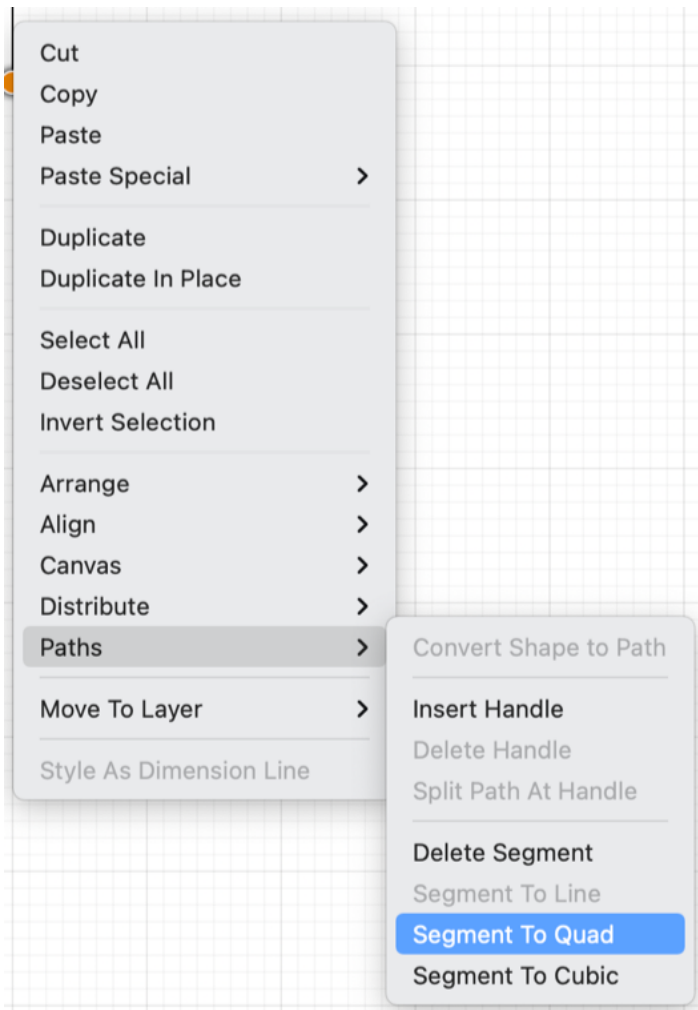 Cut
Copy
Paste
Paste Special
Duplicate
Duplicate In Place
Select All
Deselect All
Invert Selection
Arrange
Align
Canvas
Distribute
Paths
Move To Layer
Style As Dimension Line
Convert Shape to Path
Insert Handle
Delete Handle
Split Path At Handle
Delete Segment
Segment To Line
Segment To Quad
Segment To Cubic